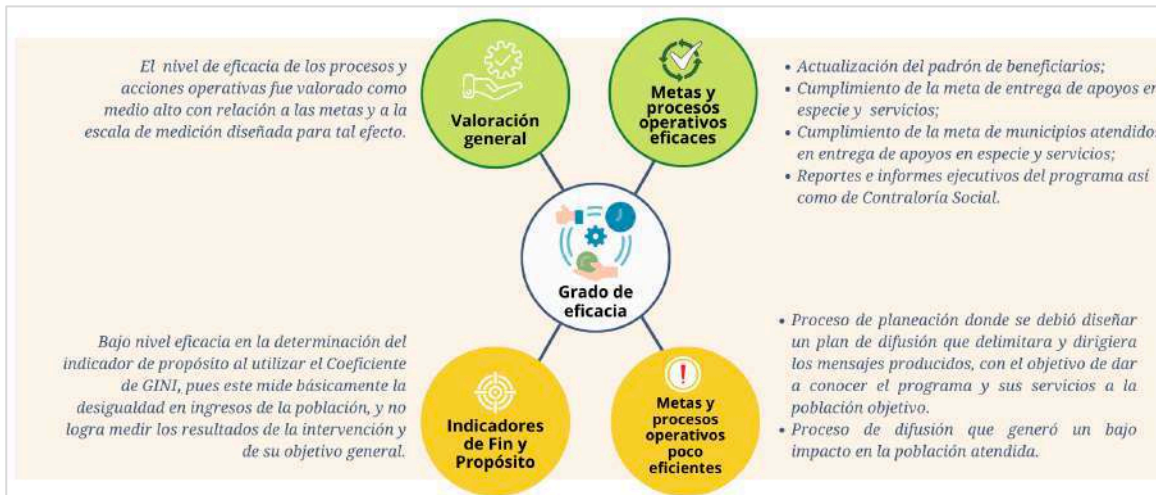 El nivel de eficacia de los procesos y
acciones operativas fue valorado como
medio alto con relación a las metas y a la
escala de medición diseñada para tal efecto.
Valoración
general
Metas y
procesos
operativos
eficaces
• Actualización del padrón de beneficiarios;
• Cumplimiento de la meta de entrega de apoyos en
especie y servicios;
• Cumplimiento de la meta de municipios atendidos
en entrega de apoyos en especie y servicios;
• Reportes e informes ejecutivos del programa así
como de Contraloría Social.
Grado de
eficacia
Bajo nivel eficacia en la determinación del
indicador de propósito al utilizar el Coeficiente
de GINI, pues este mide básicamente la
desigualdad en ingresos de la población, y no
logra medir los resultados de la intervención y
de su objetivo general.
Indicadores
de Fin y
Propósito
Metas y
procesos
operativos
poco
eficientes
• Proceso de planeación donde se debió diseñar
un plan de difusión que delimitara y dirigiera
los mensajes producidos, con el objetivo de dar
a conocer el programa y sus servicios a la
población objetivo.
• Proceso de difusión que generó un bajo
impacto en la población atendida.